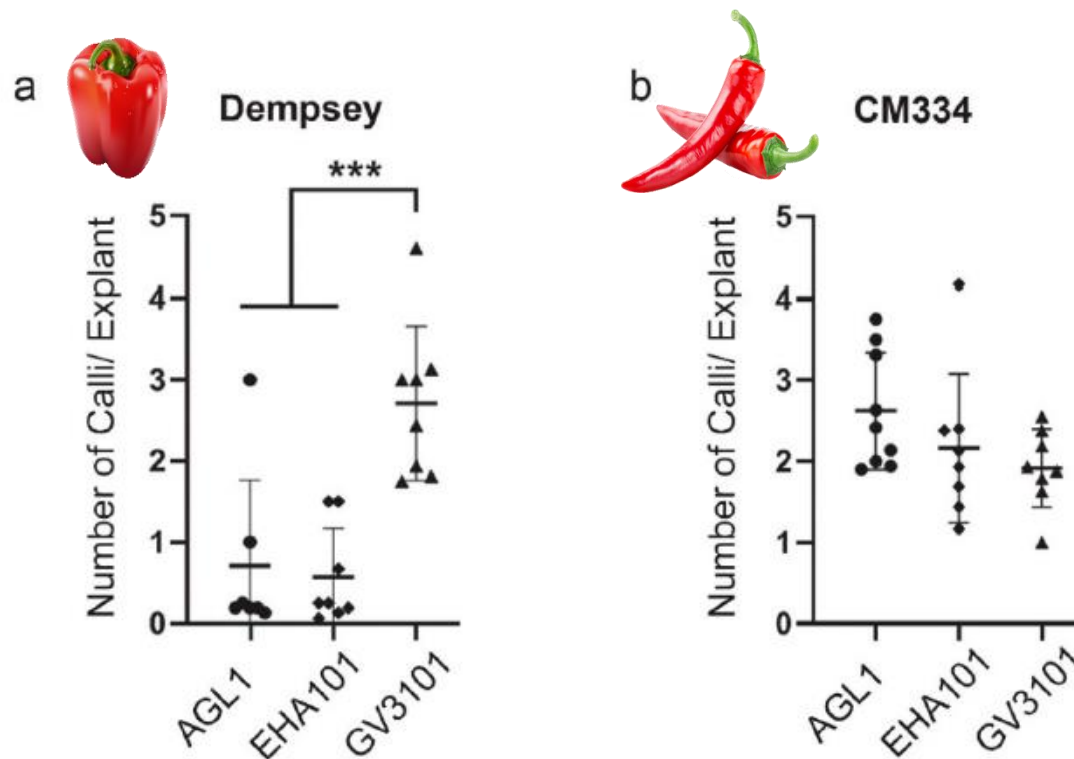 a
Dempsey
***
Number of Calli/ Explant
5
4
3
2
1
0
AGL1
EHA101
GV3101
b
CM334
Number of Calli/ Explant
5
4
3
2
1
0
AGL1
EHA101
GV3101